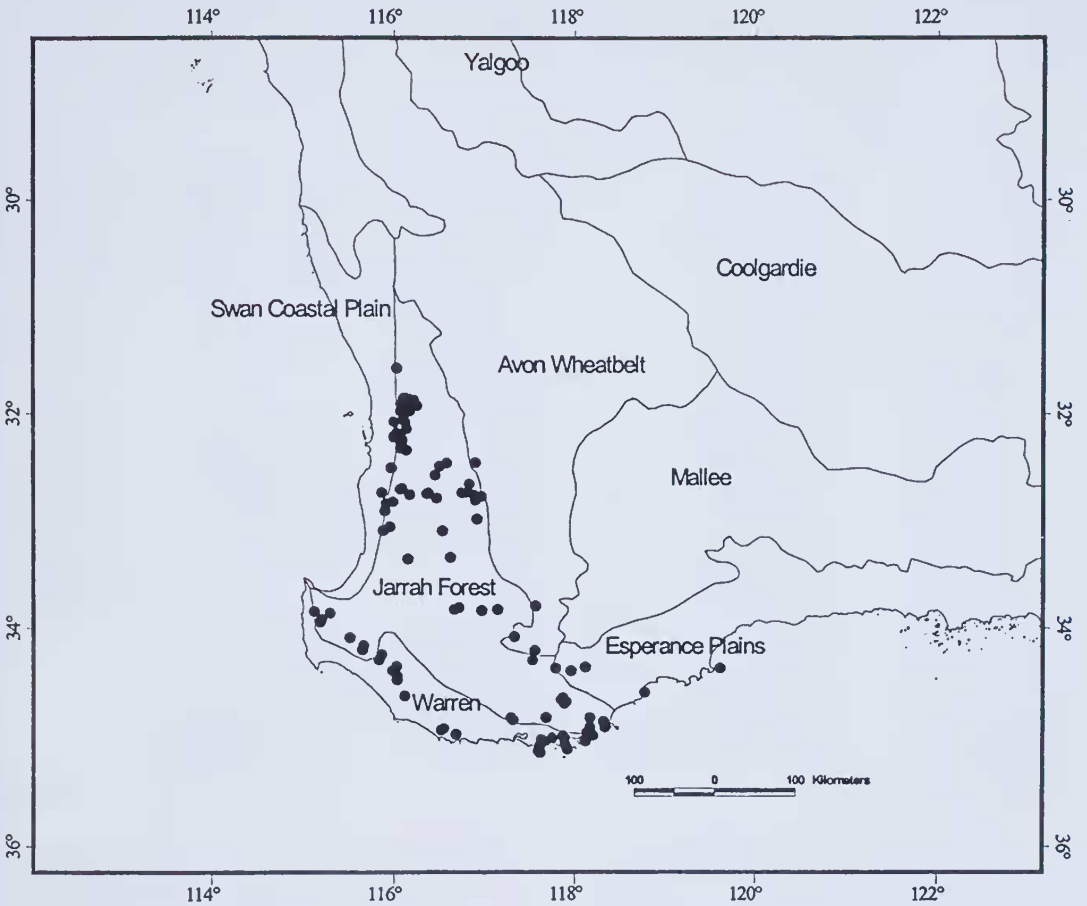 114° 116° 118° 120° 122°
Yalgoo
30° 30°
Coolgardie
Swan Coastal Plain
Avon Wheatbelt
32° 32°
Mallee
Jarrah Forest
34° 34°
Esperance Plains
Warren
100 0 100 Kilometers
36° 36°
114° 116° 118° 120° 122°